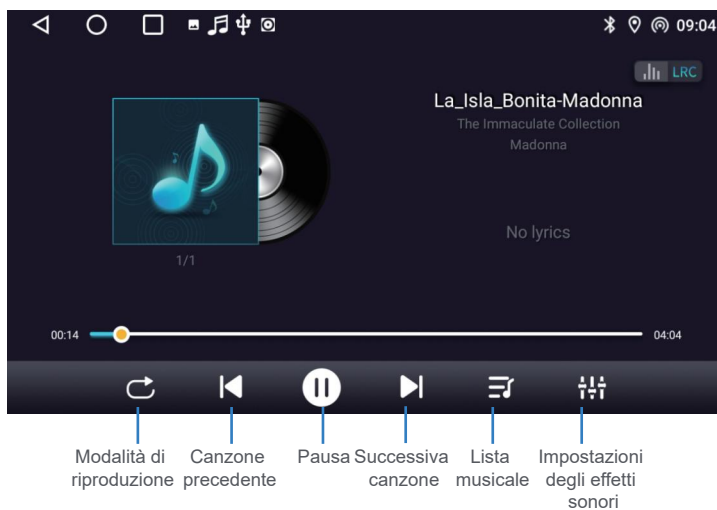 09:04
LRC
La_Isla_Bonita-Madonna
The Immaculate Collection
Madonna
No lyrics
1/1
00:14
04:04
Modalità di riproduzione
Canzone precedente
Pausa
Successiva canzone
Lista musicale
Impostazioni degli effetti sonori